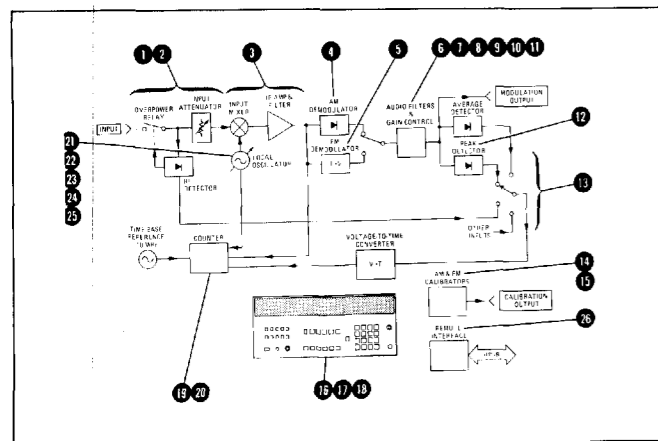 1 2
3
4
5
6 7 8 9 10 11
AM
DEMODULATOR
AUDIO FILTERS
&
GAIN CONTROL
MODULATION
OUTPUT
AVERAGE
DETECTOR
12
PEAK
DETECTOR
13
OVERPOWER
RELAY
INPUT
ATTENUATOR
INPUT
MIXER
IF AMP &
FILTER
INPUT
FM
DEMODULATOR
21
22
23
24
25
LOCAL
OSCILLATOR
RF
DETECTOR
TIME BASE
REFERENCE
COUNTER
VOLTAGE-TO-TIME
CONVERTER
V→T
OTHER
INPUTS
AM & FM
CALIBRATORS
14
15
CALIBRATION
OUTPUT
REMOTE
INTERFACE
26
19 20
16 17 18